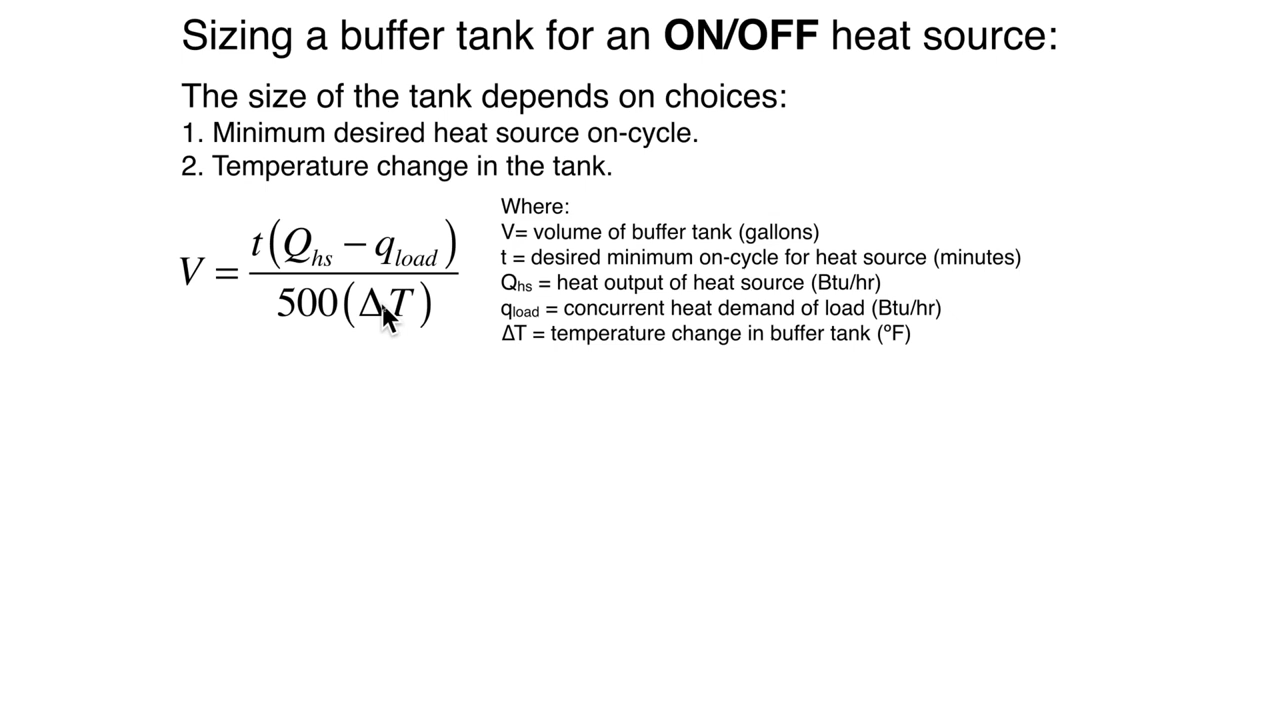 Sizing a buffer tank for an ON/OFF heat source:
The size of the tank depends on choices:
1. Minimum desired heat source on-cycle.
2. Temperature change in the tank.
V = t(Qhs − qload) / 500(ΔT)
Where:
V= volume of buffer tank (gallons)
t = desired minimum on-cycle for heat source (minutes)
Qhs = heat output of heat source (Btu/hr)
qload = concurrent heat demand of load (Btu/hr)
ΔT = temperature change in buffer tank (ºF)